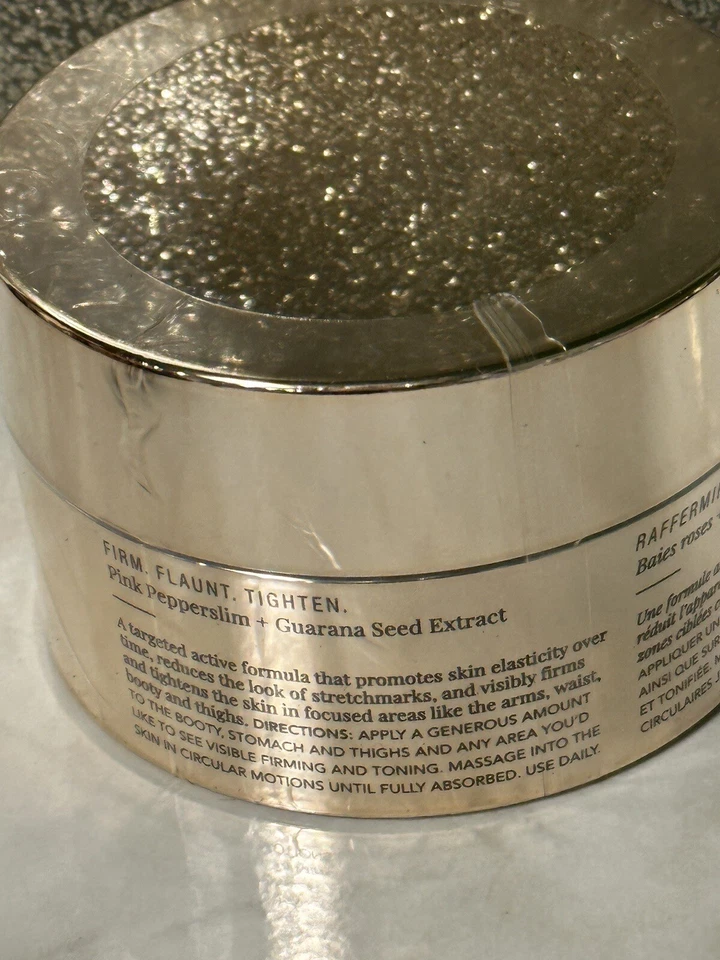 FIRM. FLAUNT. TIGHTEN.
Pink Pepperslim + Guarana Seed Extract
A targeted active formula that promotes skin elasticity over
time, reduces the look of stretchmarks, and visibly firms
and tightens the skin in focused areas like the arms, waist,
booty and thighs. DIRECTIONS: APPLY A GENEROUS AMOUNT
TO THE BOOTY, STOMACH AND THIGHS AND ANY AREA YOU'D
LIKE TO SEE VISIBLE FIRMING AND TONING. MASSAGE INTO THE
SKIN IN CIRCULAR MOTIONS UNTIL FULLY ABSORBED. USE DAILY.
Baies roses
Une formule
réduit
zones ciblées
APPLIQUER
AINSI QUE SUR
ET TONIFIÉE.
CIRCULAIRES